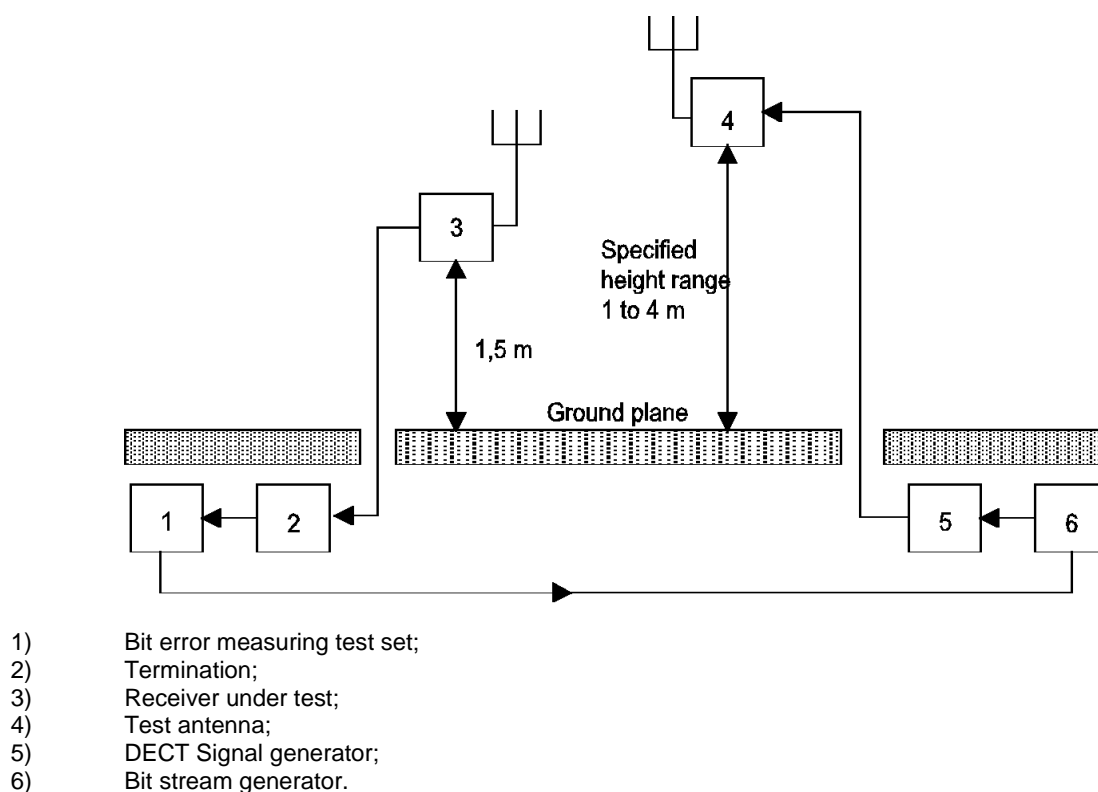 4
3
Specified
height range
1 to 4 m
1,5 m
Ground plane
1
2
5
6
1) Bit error measuring test set;
2) Termination;
3) Receiver under test;
4) Test antenna;
5) DECT Signal generator;
6) Bit stream generator.